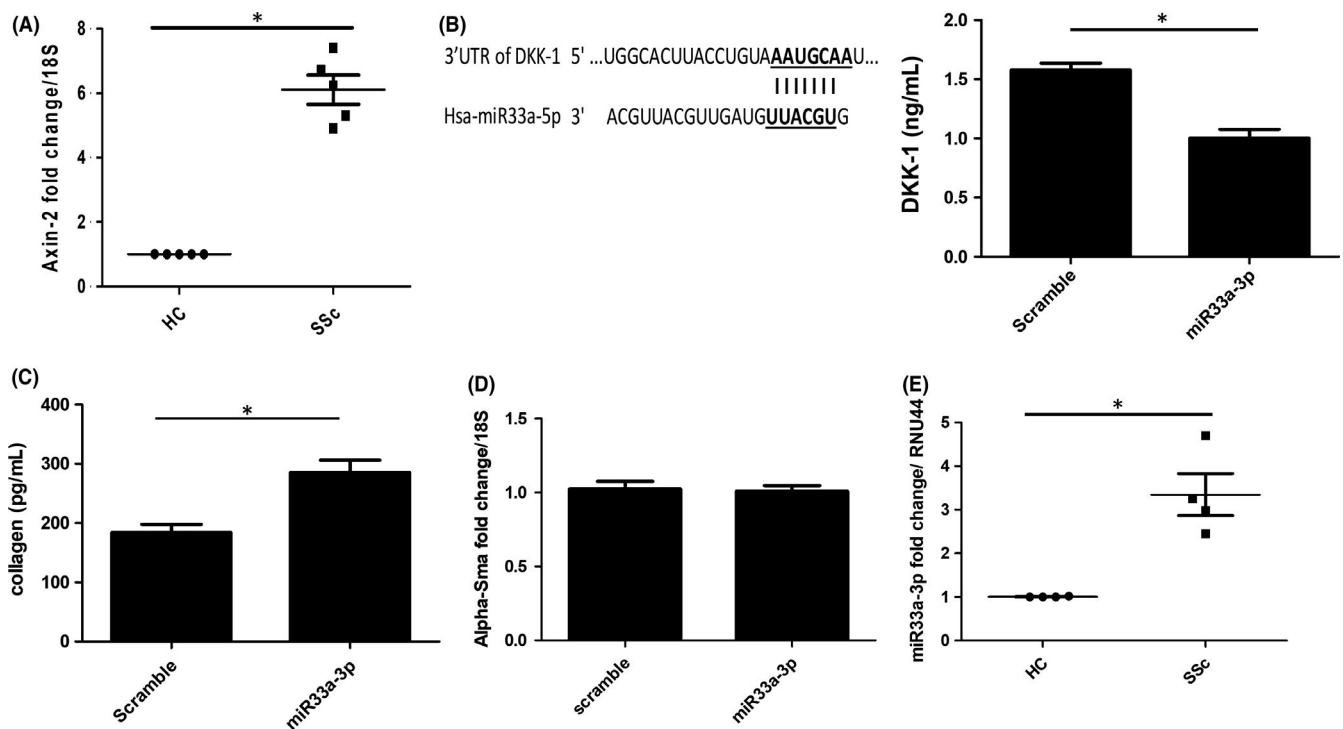 (A)
*
Axin-2 fold change/18S
8
6
4
2
0
HC
SSc
(B)
3'UTR of DKK-1 5' ...UGGCACUUACCUGUAAAUGCAAU...
Hsa-miR33a-5p 3' ACGUUACGUUGAUGUUACGUG
*
DKK-1 (ng/mL)
2.0
1.5
1.0
0.5
0.0
Scramble
miR33a-3p
(C)
*
collagen (pg/mL)
400
300
200
100
0
Scramble
miR33a-3p
(D)
Alpha-Sma fold change/18S
1.5
1.0
0.5
0.0
scramble
miR33a-3p
(E)
*
miR33a-3p fold change/ RNU44
5
4
3
2
1
0
HC
SSc